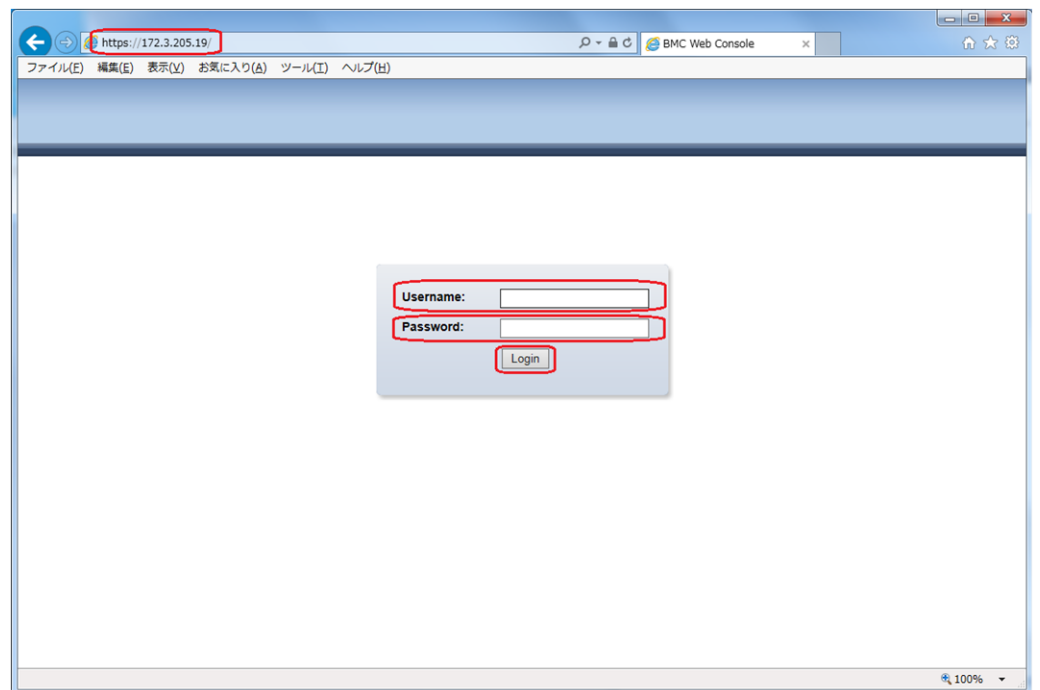 https://172.3.205.19/
BMC Web Console
ファイル(F) 編集(E) 表示(V) お気に入り(A) ツール(T) ヘルプ(H)
Username:
Password:
Login
100%